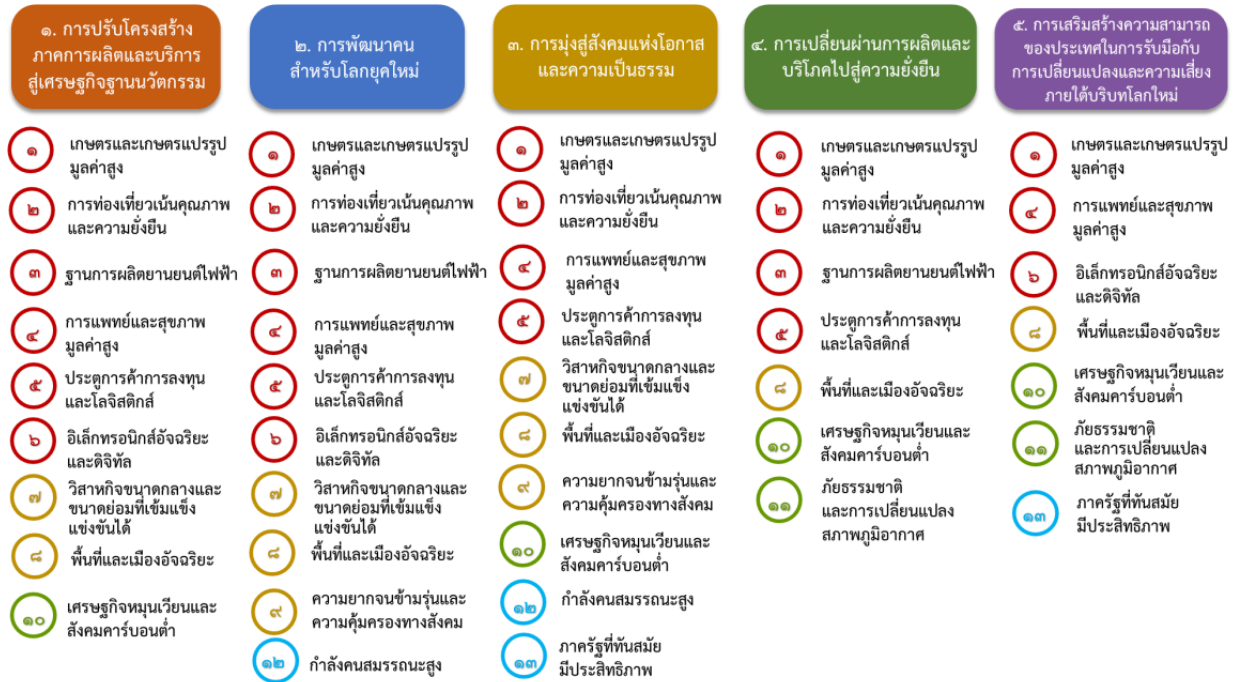 ๑. การปรับโครงสร้าง
ภาคการผลิตและบริการ
สู่เศรษฐกิจฐานนวัตกรรม
๑
เกษตรและเกษตรแปรรูป
มูลค่าสูง
๒
การท่องเที่ยวเน้นคุณภาพ
และความยั่งยืน
๓
ฐานการผลิตยานยนต์ไฟฟ้า
๔
การแพทย์และสุขภาพ
มูลค่าสูง
๕
ประตูการค้าการลงทุน
และโลจิสติกส์
๖
อิเล็กทรอนิกส์อัจฉริยะ
และดิจิทัล
๗
วิสาหกิจขนาดกลางและ
ขนาดย่อมที่เข้มแข็ง
แข่งขันได้
๘
พื้นที่และเมืองอัจฉริยะ
๑๐
เศรษฐกิจหมุนเวียนและ
สังคมคาร์บอนต่ำ
๒. การพัฒนาคน
สำหรับโลกยุคใหม่
๑
เกษตรและเกษตรแปรรูป
มูลค่าสูง
๒
การท่องเที่ยวเน้นคุณภาพ
และความยั่งยืน
๓
ฐานการผลิตยานยนต์ไฟฟ้า
๔
การแพทย์และสุขภาพ
มูลค่าสูง
๕
ประตูการค้าการลงทุน
และโลจิสติกส์
๖
อิเล็กทรอนิกส์อัจฉริยะ
และดิจิทัล
๗
วิสาหกิจขนาดกลางและ
ขนาดย่อมที่เข้มแข็ง
แข่งขันได้
๘
พื้นที่และเมืองอัจฉริยะ
๙
ความยากจนข้ามรุ่นและ
ความคุ้มครองทางสังคม
๑๒
กำลังคนสมรรถนะสูง
๓. การมุ่งสู่สังคมแห่งโอกาส
และความเป็นธรรม
๑
เกษตรและเกษตรแปรรูป
มูลค่าสูง
๒
การท่องเที่ยวเน้นคุณภาพ
และความยั่งยืน
๔
การแพทย์และสุขภาพ
มูลค่าสูง
๕
ประตูการค้าการลงทุน
และโลจิสติกส์
๗
วิสาหกิจขนาดกลางและ
ขนาดย่อมที่เข้มแข็ง
แข่งขันได้
๘
พื้นที่และเมืองอัจฉริยะ
๙
ความยากจนข้ามรุ่นและ
ความคุ้มครองทางสังคม
๑๐
เศรษฐกิจหมุนเวียนและ
สังคมคาร์บอนต่ำ
๑๒
กำลังคนสมรรถนะสูง
๑๓
ภาครัฐที่ทันสมัย
มีประสิทธิภาพ
๔. การเปลี่ยนผ่านการผลิตและ
บริโภคไปสู่ความยั่งยืน
๑
เกษตรและเกษตรแปรรูป
มูลค่าสูง
๒
การท่องเที่ยวเน้นคุณภาพ
และความยั่งยืน
๓
ฐานการผลิตยานยนต์ไฟฟ้า
๕
ประตูการค้าการลงทุน
และโลจิสติกส์
๘
พื้นที่และเมืองอัจฉริยะ
๑๐
เศรษฐกิจหมุนเวียนและ
สังคมคาร์บอนต่ำ
๑๑
ภัยธรรมชาติ
และการเปลี่ยนแปลง
สภาพภูมิอากาศ
๕. การเสริมสร้างความสามารถ
ของประเทศในการรับมือกับ
การเปลี่ยนแปลงและความเสี่ยง
ภายใต้บริบทโลกใหม่
๑
เกษตรและเกษตรแปรรูป
มูลค่าสูง
๔
การแพทย์และสุขภาพ
มูลค่าสูง
๖
อิเล็กทรอนิกส์อัจฉริยะ
และดิจิทัล
๘
พื้นที่และเมืองอัจฉริยะ
๑๐
เศรษฐกิจหมุนเวียนและ
สังคมคาร์บอนต่ำ
๑๑
ภัยธรรมชาติ
และการเปลี่ยนแปลง
สภาพภูมิอากาศ
๑๓
ภาครัฐที่ทันสมัย
มีประสิทธิภาพ